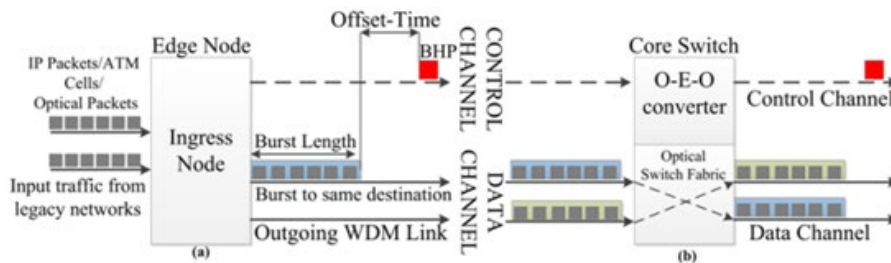 Offset-Time
Edge Node
BHP
CONTROL
CHANNEL
Core Switch
IP Packets/ATM
Cells/
Optical Packets
O-E-O
converter
Control Channel
Ingress
Node
Burst Length
Optical
Switch Fabric
Input traffic from
legacy networks
Burst to same destination
DATA
CHANNEL
(a)
Outgoing WDM Link
(b)
Data Channel